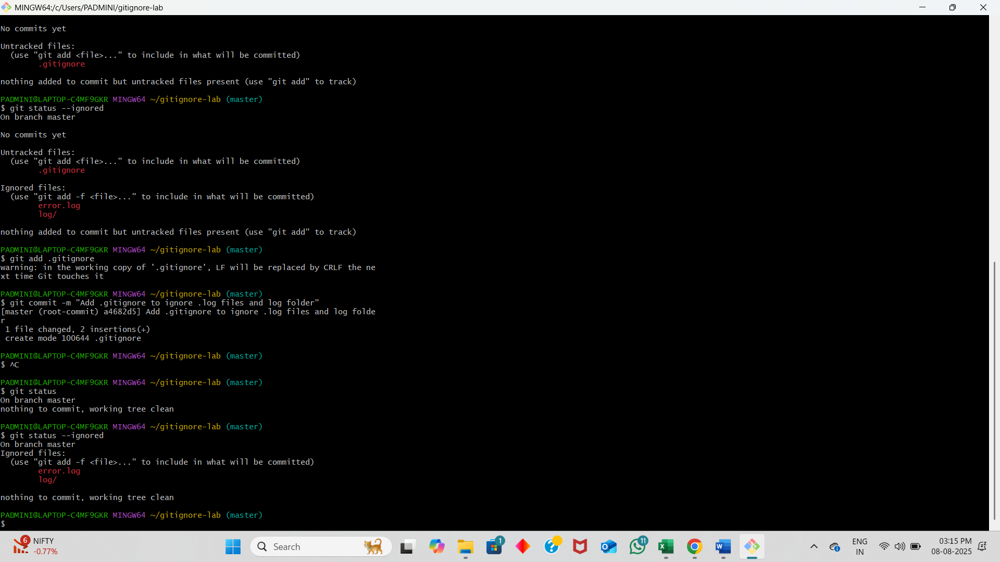 MINGW64:/c/Users/PADMINI/gitignore-lab
No commits yet
Untracked files:
  (use "git add <file>..." to include in what will be committed)
        .gitignore
nothing added to commit but untracked files present (use "git add" to track)
PADMINI@LAPTOP-C4MF9GKR MINGW64 ~/gitignore-lab (master)
$ git status --ignored
On branch master
No commits yet
Untracked files:
  (use "git add <file>..." to include in what will be committed)
        .gitignore
Ignored files:
  (use "git add -f <file>..." to include in what will be committed)
        error.log
        log/
nothing added to commit but untracked files present (use "git add" to track)
PADMINI@LAPTOP-C4MF9GKR MINGW64 ~/gitignore-lab (master)
$ git add .gitignore
warning: in the working copy of '.gitignore', LF will be replaced by CRLF the ne
xt time Git touches it
PADMINI@LAPTOP-C4MF9GKR MINGW64 ~/gitignore-lab (master)
$ git commit -m "Add .gitignore to ignore .log files and log folder"
[master (root-commit) a4682d5] Add .gitignore to ignore .log files and log folde
r
 1 file changed, 2 insertions(+)
 create mode 100644 .gitignore
PADMINI@LAPTOP-C4MF9GKR MINGW64 ~/gitignore-lab (master)
$ ^C
PADMINI@LAPTOP-C4MF9GKR MINGW64 ~/gitignore-lab (master)
$ git status
On branch master
nothing to commit, working tree clean
PADMINI@LAPTOP-C4MF9GKR MINGW64 ~/gitignore-lab (master)
$ git status --ignored
On branch master
Ignored files:
  (use "git add -f <file>..." to include in what will be committed)
        error.log
        log/
nothing to commit, working tree clean
PADMINI@LAPTOP-C4MF9GKR MINGW64 ~/gitignore-lab (master)
$
6
NIFTY
-0.77%
Search
1
11
ENG
IN
03:15 PM
08-08-2025